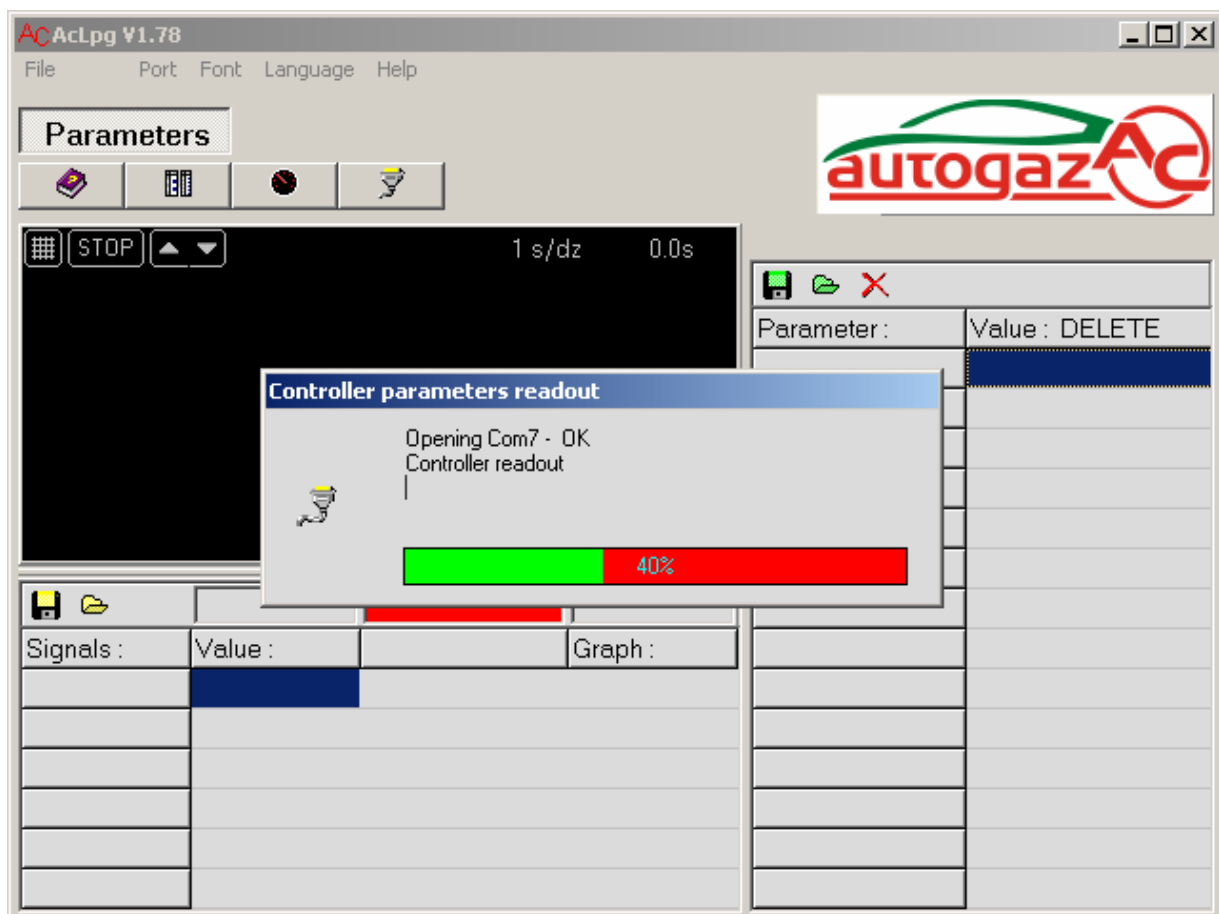 AC AcLpg V1.78
File Port Font Language Help
Parameters
autogaz AC
STOP 1 s/dz 0.0s
Parameter : Value : DELETE
Controller parameters readout
Opening Com7 - OK
Controller readout
40%
Signals : Value : Graph :